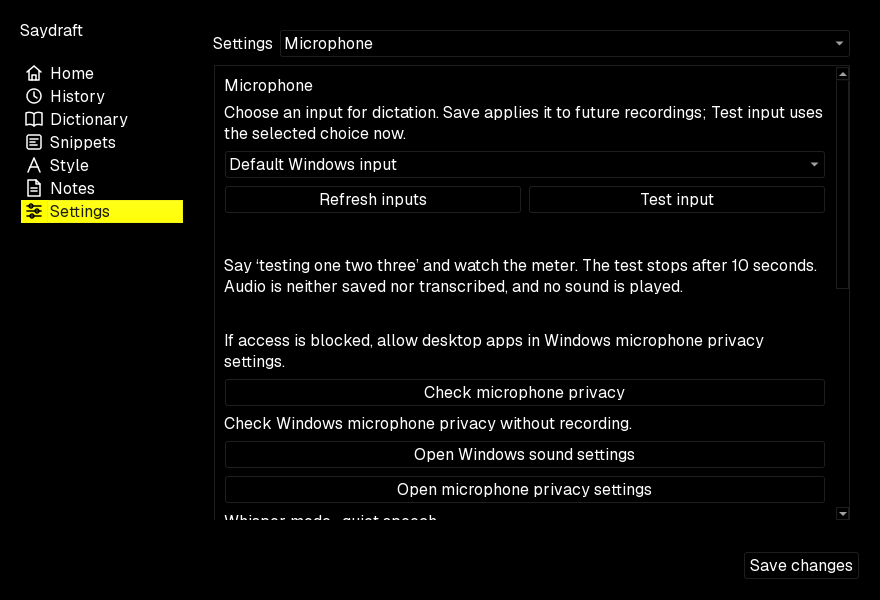 Saydraft
Home
History
Dictionary
Snippets
Style
Notes
Settings
Settings Microphone
Microphone
Choose an input for dictation. Save applies it to future recordings; Test input uses
the selected choice now.
Default Windows input
Refresh inputs Test input
Say ‘testing one two three’ and watch the meter. The test stops after 10 seconds.
Audio is neither saved nor transcribed, and no sound is played.
If access is blocked, allow desktop apps in Windows microphone privacy
settings.
Check microphone privacy
Check Windows microphone privacy without recording.
Open Windows sound settings
Open microphone privacy settings
Whisper mode quiet speech
Save changes